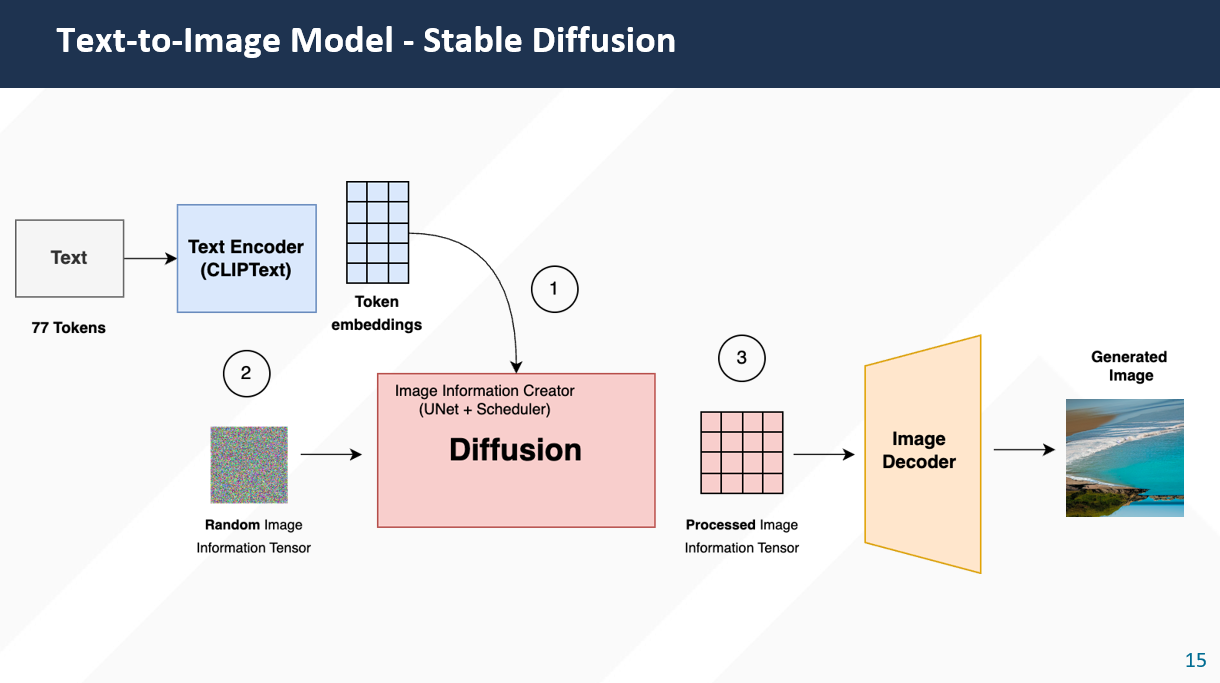 Text-to-Image Model - Stable Diffusion
Text
77 Tokens
Text Encoder
(CLIPText)
Token
embeddings
1
2
Random Image
Information Tensor
Image Information Creator
(UNet + Scheduler)
Diffusion
3
Processed Image
Information Tensor
Image
Decoder
Generated
Image
15